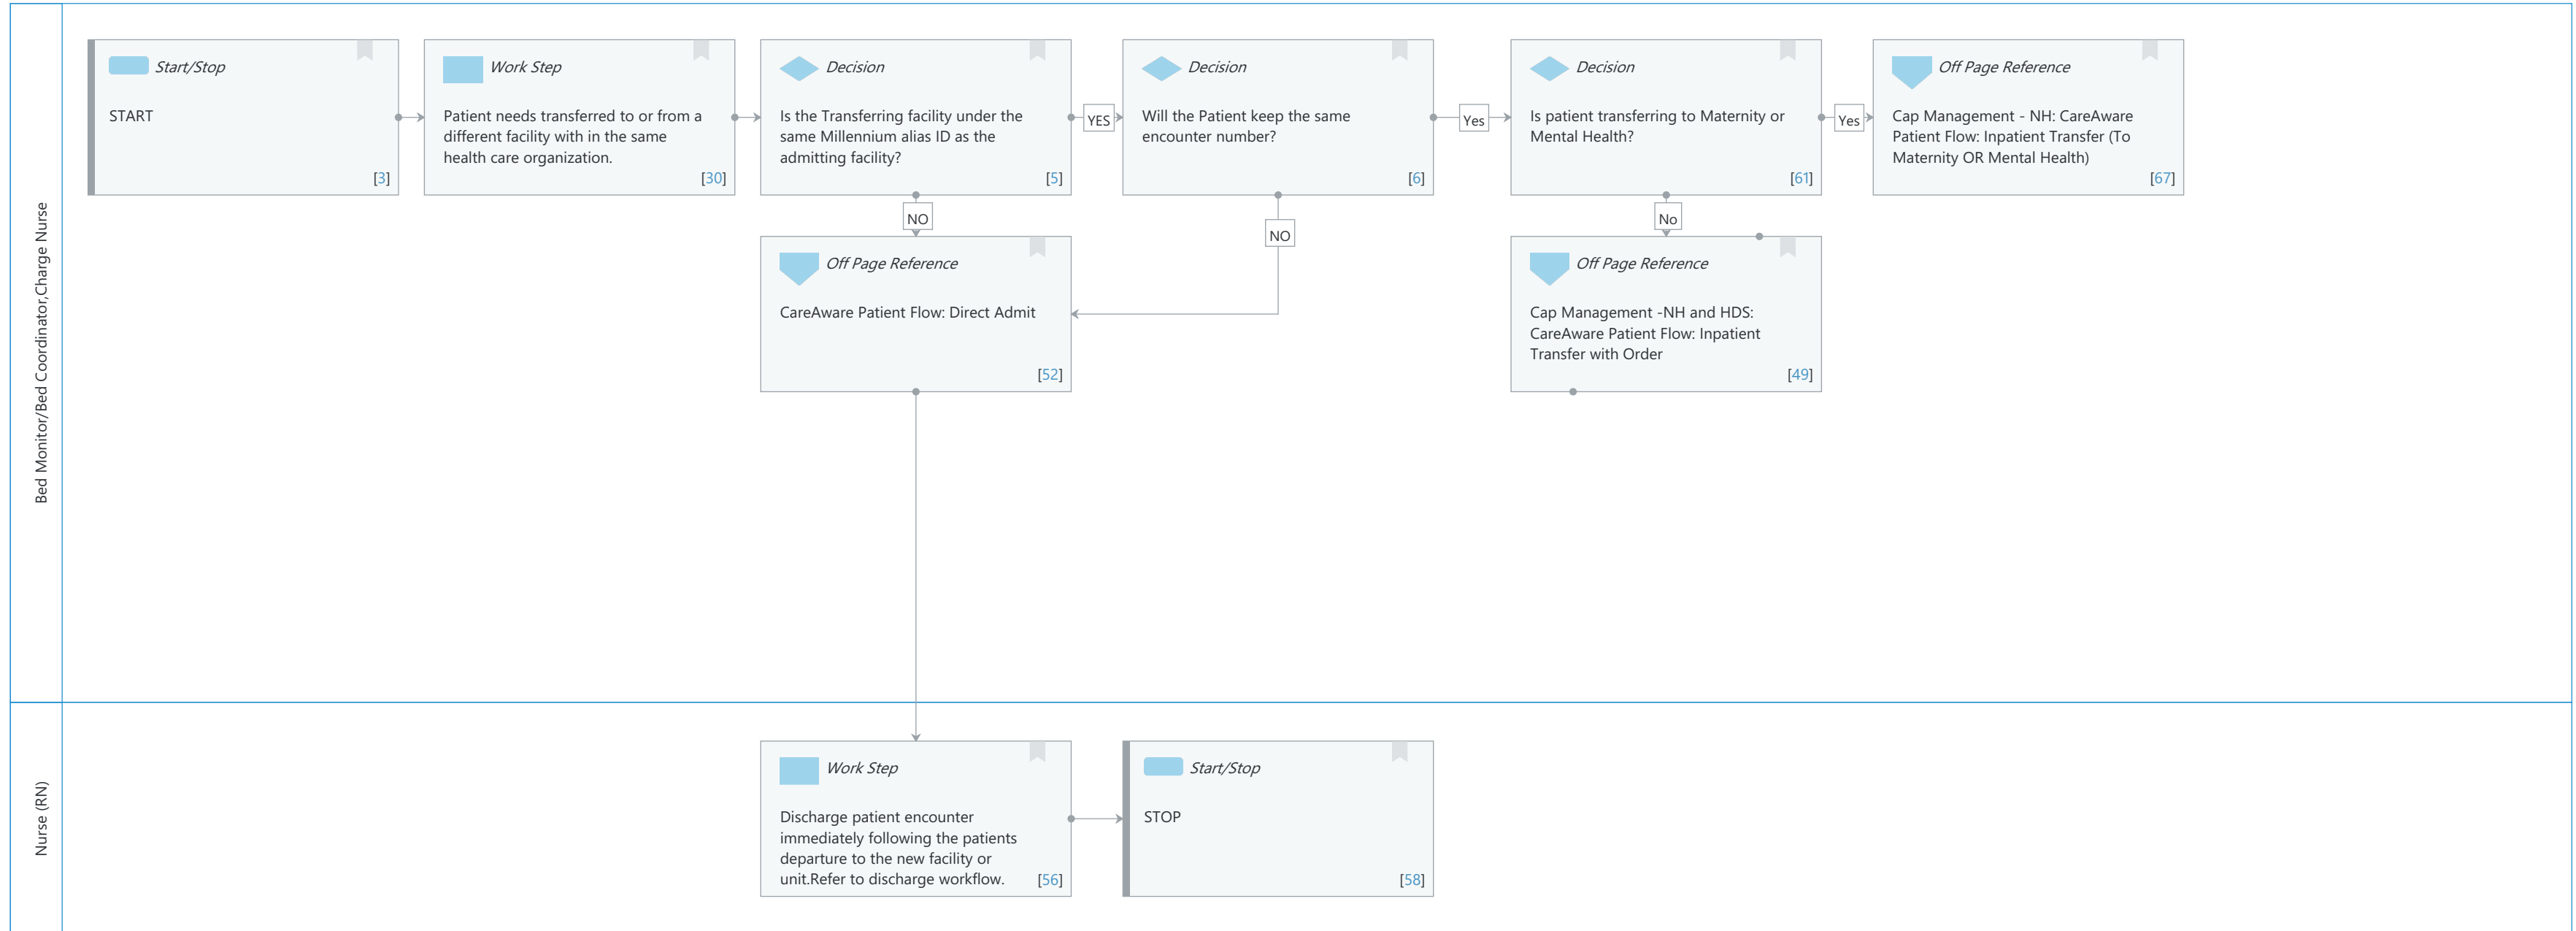 Bed Monitor/Bed Coordinator,Charge Nurse
Start/Stop
START
[3]
Work Step
Patient needs transferred to or from a
different facility with in the same
health care organization.
[30]
Decision
Is the Transferring facility under the
same Millennium alias ID as the
admitting facility?
[5]
YES
Decision
Will the Patient keep the same
encounter number?
[6]
Yes
Decision
Is patient transferring to Maternity or
Mental Health?
[61]
Yes
Off Page Reference
Cap Management - NH: CareAware
Patient Flow: Inpatient Transfer (To
Maternity OR Mental Health)
[67]
NO
NO
No
Off Page Reference
CareAware Patient Flow: Direct Admit
[52]
Off Page Reference
Cap Management -NH and HDS:
CareAware Patient Flow: Inpatient
Transfer with Order
[49]
Nurse (RN)
Work Step
Discharge patient encounter
immediately following the patients
departure to the new facility or
unit.Refer to discharge workflow.
[56]
Start/Stop
STOP
[58]